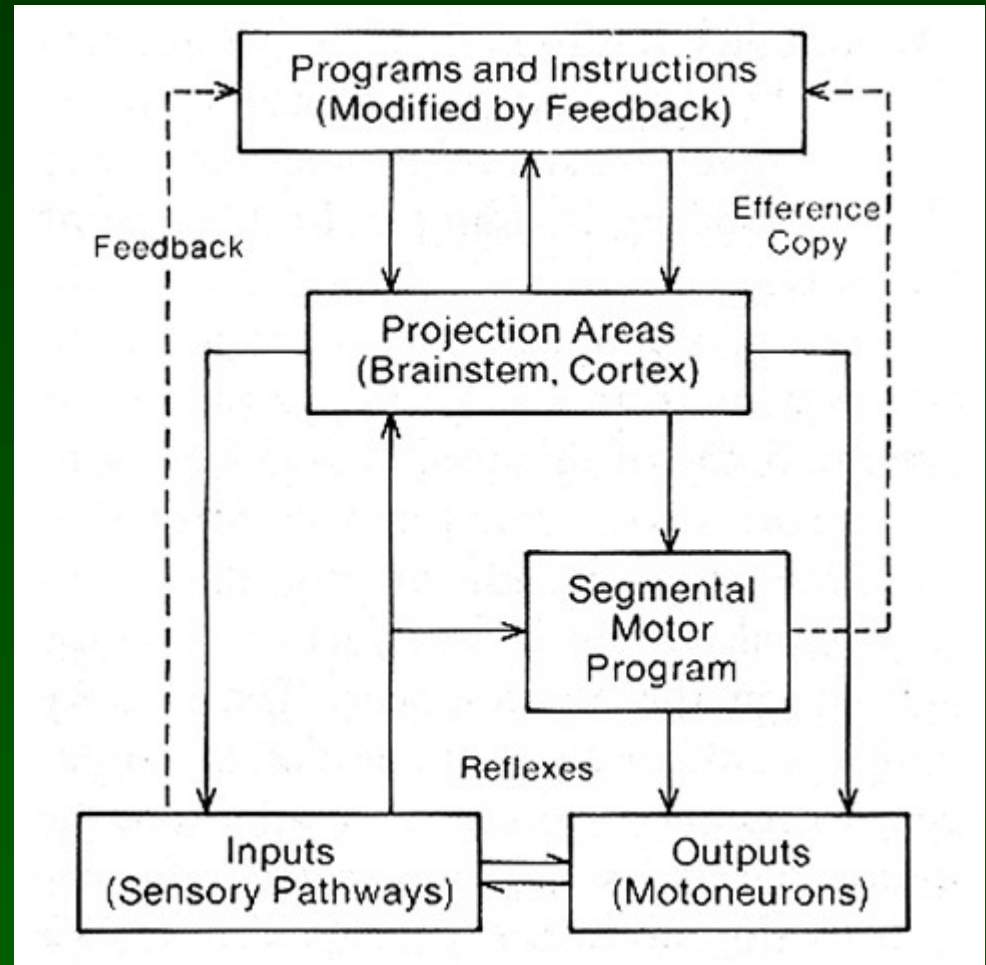 Programs and Instructions
(Modified by Feedback)
Feedback
Efference
Copy
Projection Areas
(Brainstem, Cortex)
Segmental
Motor
Program
Reflexes
Inputs
(Sensory Pathways)
Outputs
(Motoneurons)